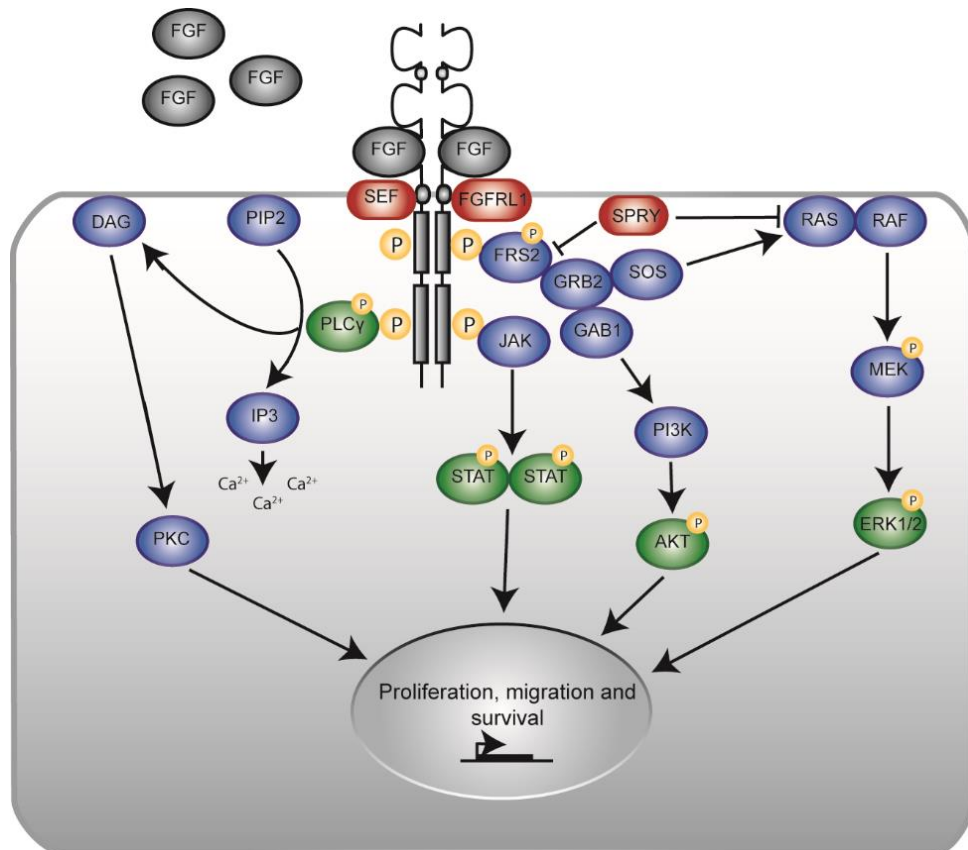 FGF
FGF
FGF
FGF
FGF
SEF
FGFRL1
DAG
PIP2
SPRY
RAS
RAF
P
P
P
FRS2
GRB2
SOS
P
PLCγ
P
P
JAK
GAB1
MEK
P
IP3
PI3K
Ca²⁺
Ca²⁺
Ca²⁺
STAT
P
STAT
P
PKC
AKT
P
ERK1/2
P
Proliferation, migration and
survival